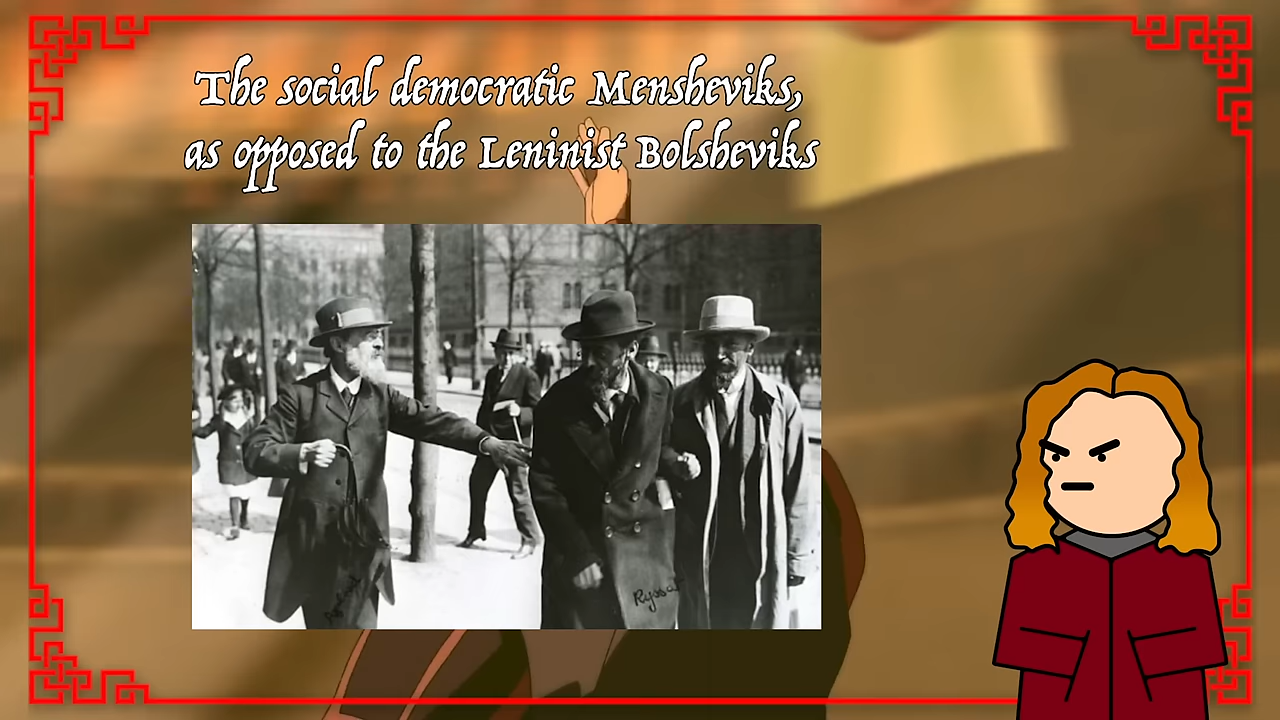 The social democratic Mensheviks,
as opposed to the Leninist Bolsheviks